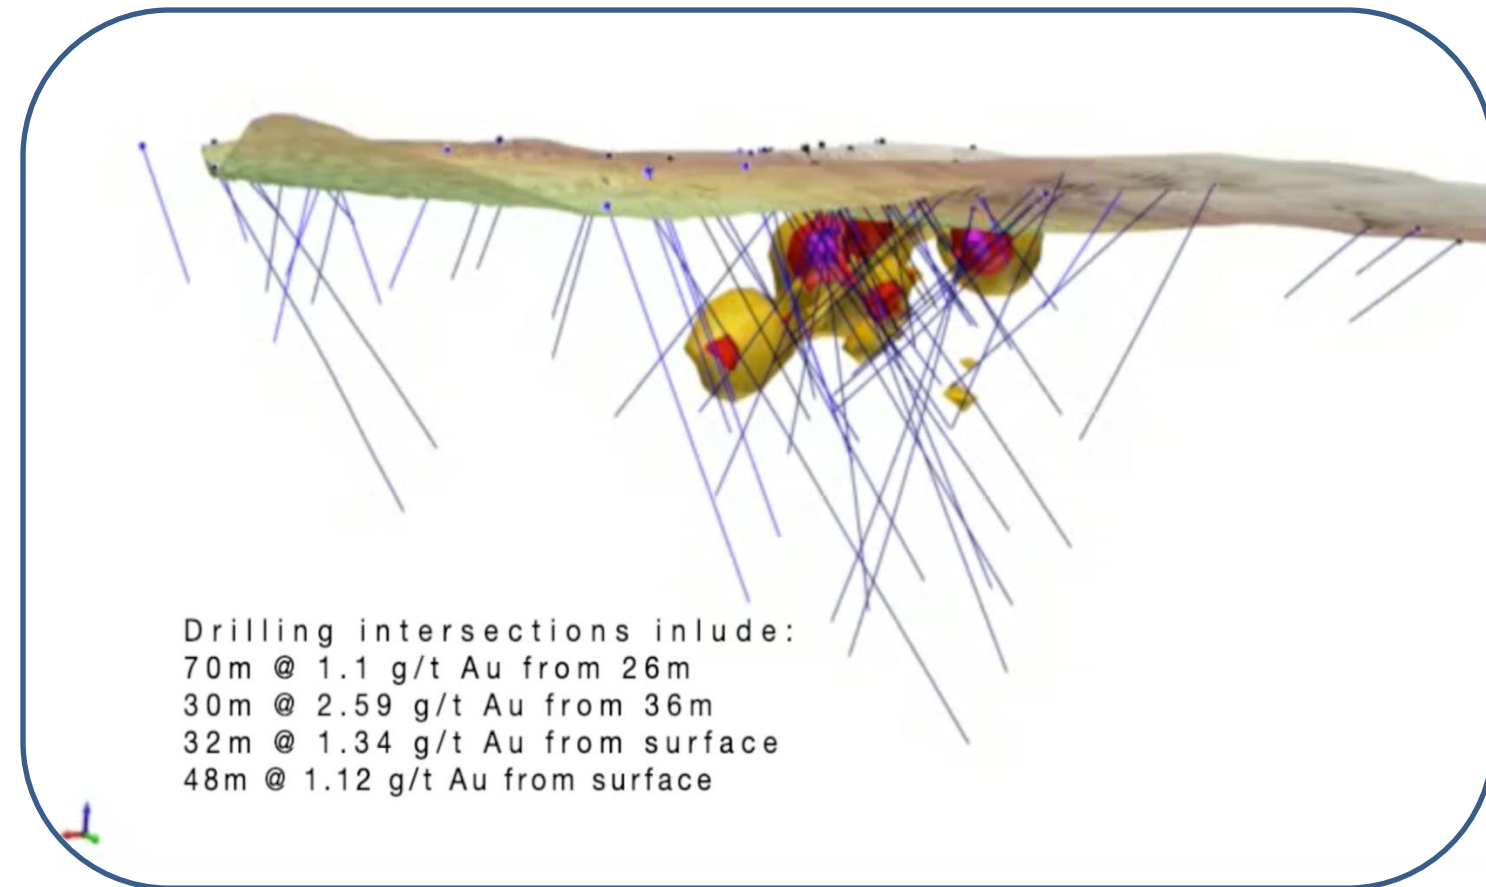 Drilling intersections inlude:
70m @ 1.1 g/t Au from 26m
30m @ 2.59 g/t Au from 36m
32m @ 1.34 g/t Au from surface
48m @ 1.12 g/t Au from surface